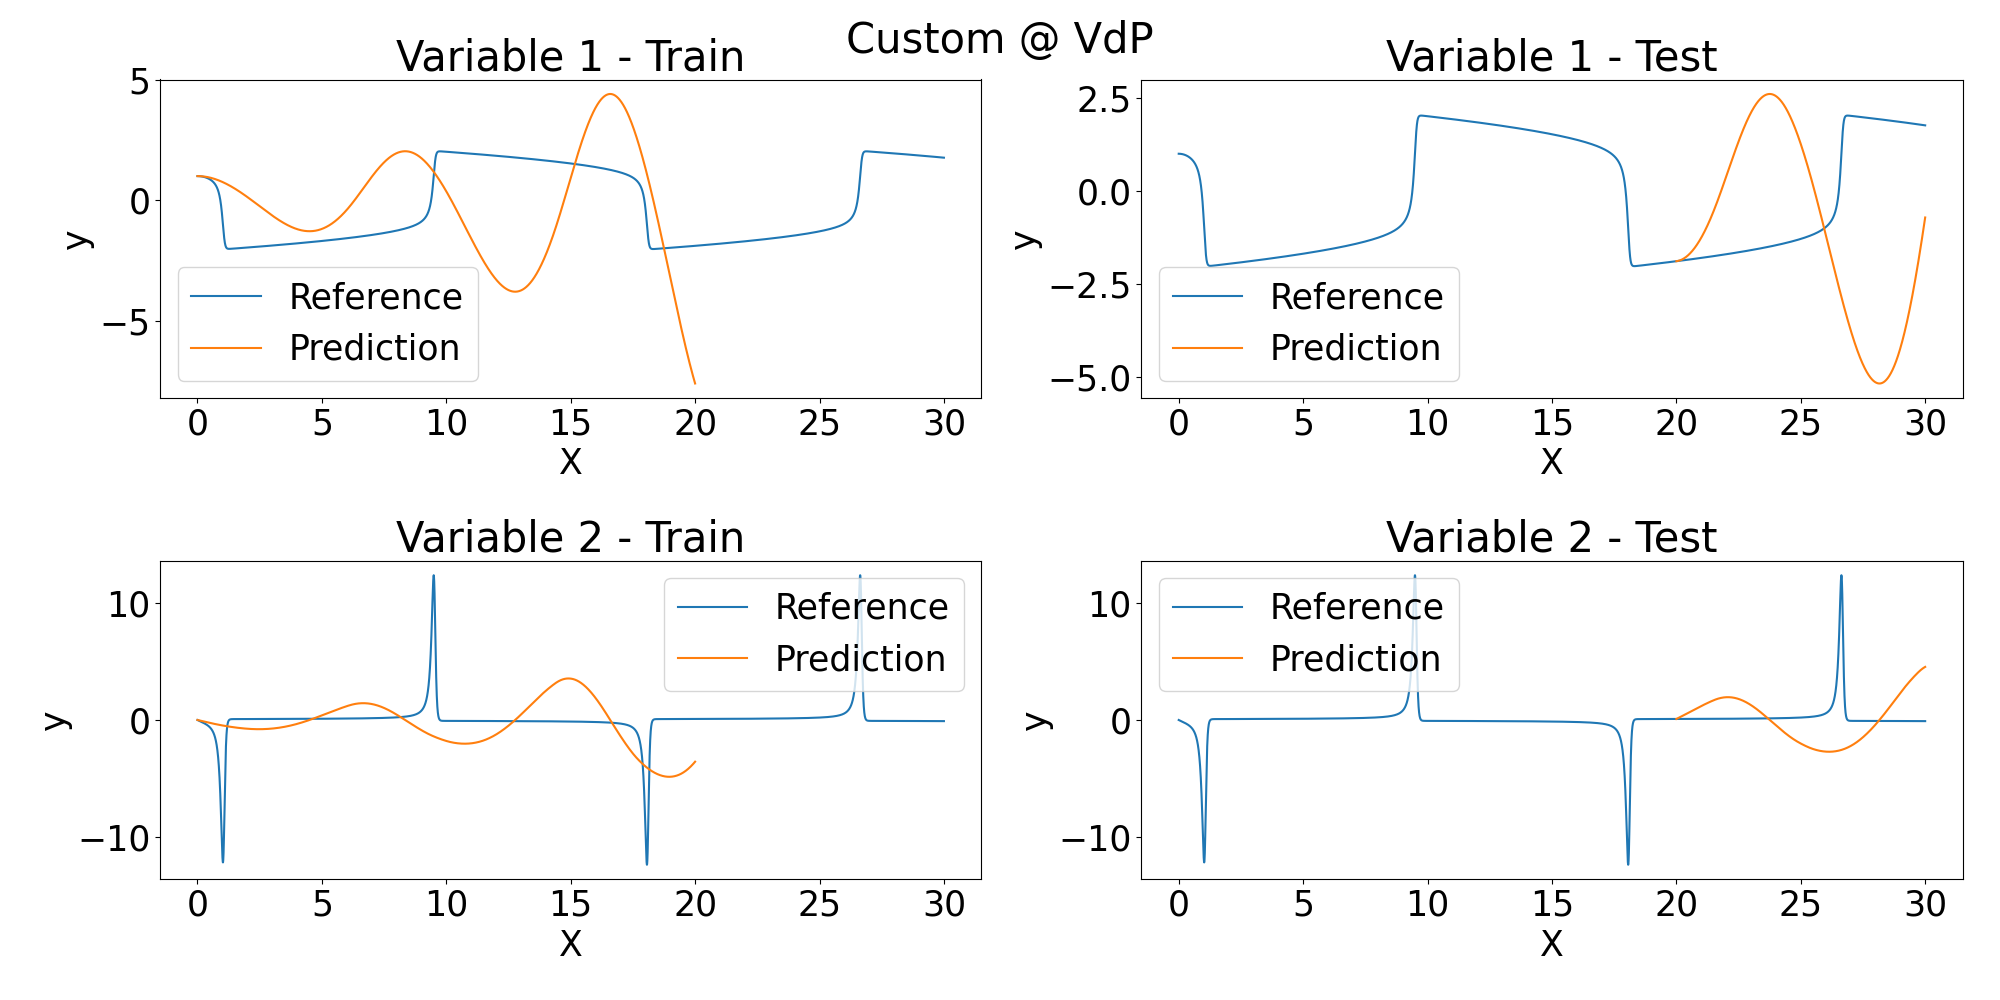 Custom @ VdP
Variable 1 - Train
5
0
−5
y
Reference
Prediction
0 5 10 15 20 25 30
X
Variable 1 - Test
2.5
0.0
−2.5
−5.0
y
Reference
Prediction
0 5 10 15 20 25 30
X
Variable 2 - Train
10
0
−10
y
Reference
Prediction
0 5 10 15 20 25 30
X
Variable 2 - Test
10
0
−10
y
Reference
Prediction
0 5 10 15 20 25 30
X